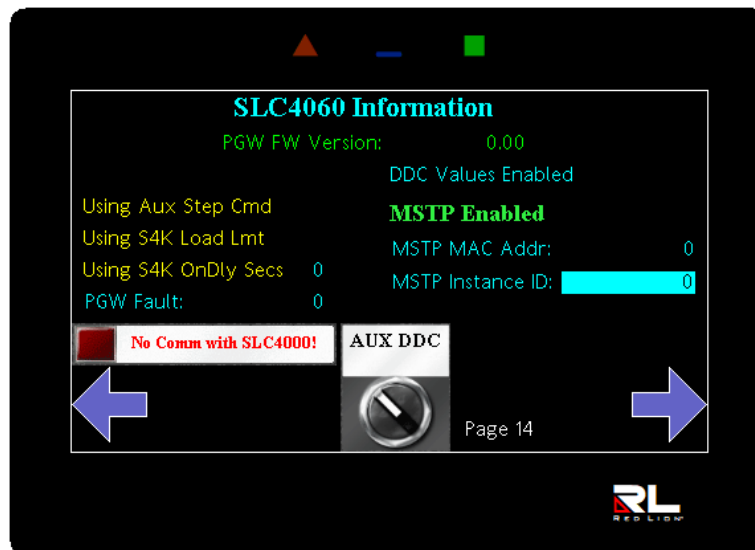 SLC4060 Information
PGW FW Version: 0.00
DDC Values Enabled
Using Aux Step Cmd
MSTP Enabled
Using S4K Load Lmt
MSTP MAC Addr: 0
Using S4K OnDly Secs 0
MSTP Instance ID: 0
PGW Fault: 0
No Comm with SLC4000!
AUX DDC
Page 14
RL
RED LION